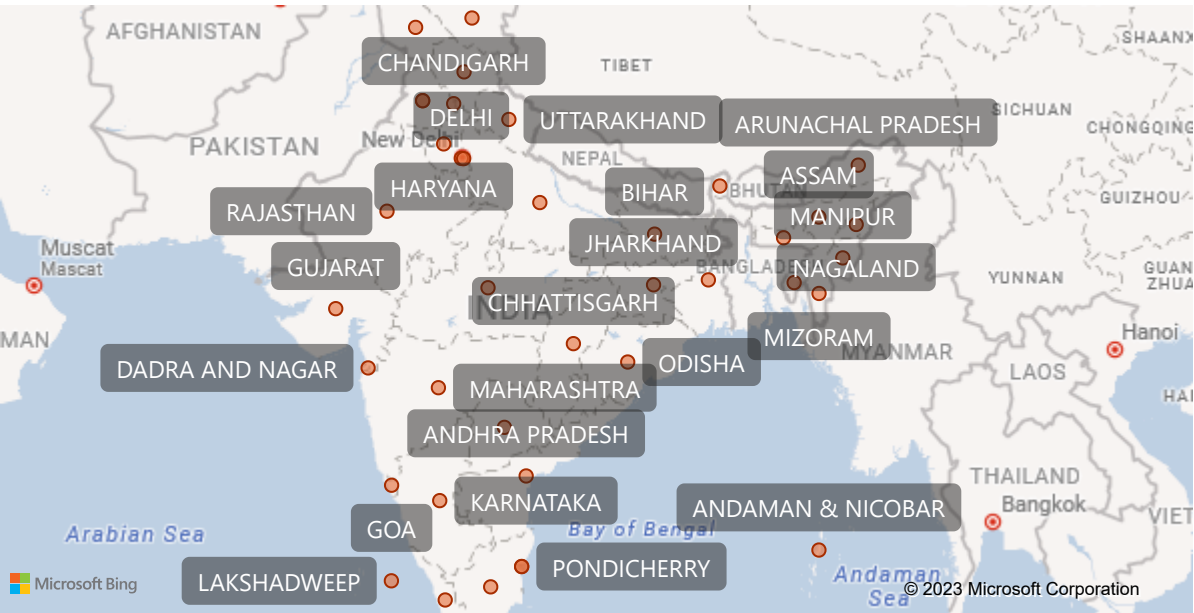 AFGHANISTAN
SHAANX
CHANDIGARH
TIBET
SICHUAN
DELHI
UTTARAKHAND
ARUNACHAL PRADESH
CHONGQING
New Delhi
PAKISTAN
NEPAL
ASSAM
HARYANA
BIHAR
BHUTAN
GUIZHOU
RAJASTHAN
MANIPUR
JHARKHAND
Muscat
Mascat
GUJARAT
BANGLADE
NAGALAND
YUNNAN
GUAN
ZHUA
CHHATTISGARH
INDIA
MAN
MIZORAM
Hanoi
MYANMAR
ODISHA
DADRA AND NAGAR
LAOS
MAHARASHTRA
HAI
ANDHRA PRADESH
THAILAND
KARNATAKA
ANDAMAN & NICOBAR
Bangkok
VIET
GOA
Bay of Bengal
Arabian Sea
PONDICHERRY
LAKSHADWEEP
Andaman
Sea
Microsoft Bing
© 2023 Microsoft Corporation